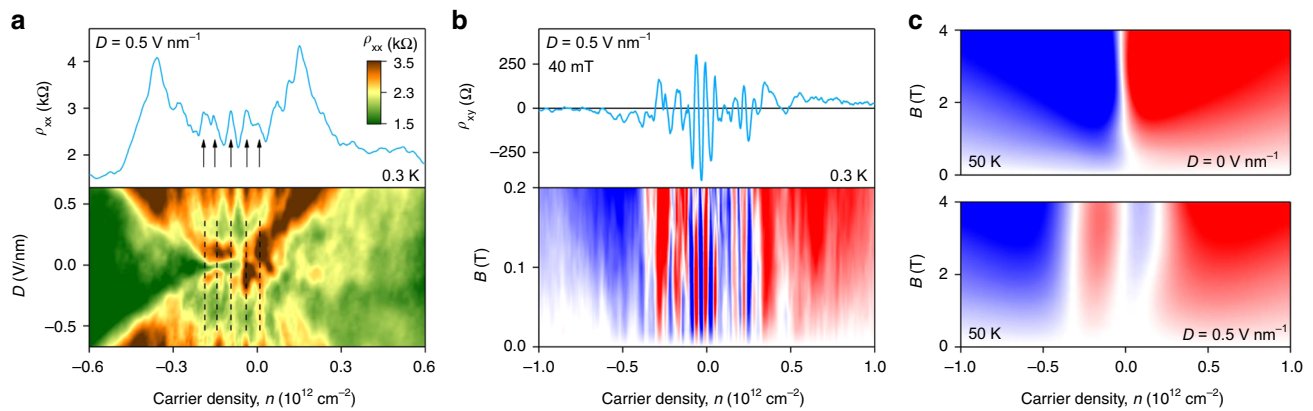 a
D = 0.5 V nm⁻¹
ρxx (kΩ)
3.5
2.3
1.5
4
3
2
ρxx (kΩ)
0.3 K
0.5
0.0
−0.5
D (V/nm)
−0.6
−0.3
0.0
0.3
0.6
Carrier density, n (10¹² cm⁻²)
b
D = 0.5 V nm⁻¹
40 mT
250
0
−250
ρxy (Ω)
0.3 K
0.2
0.1
0.0
B (T)
−1.0
−0.5
0.0
0.5
1.0
Carrier density, n (10¹² cm⁻²)
c
4
2
0
B (T)
50 K
D = 0 V nm⁻¹
4
2
0
B (T)
50 K
D = 0.5 V nm⁻¹
−1.0
−0.5
0.0
0.5
1.0
Carrier density, n (10¹² cm⁻²)